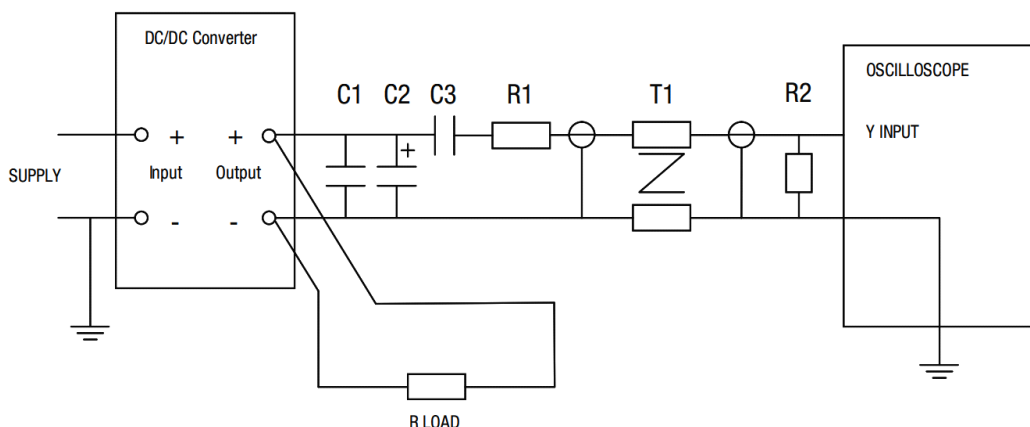 DC/DC Converter
OSCILLOSCOPE
C1 C2 C3 R1 T1 R2
+ + + Y INPUT
SUPPLY Input Output
- -
R LOAD